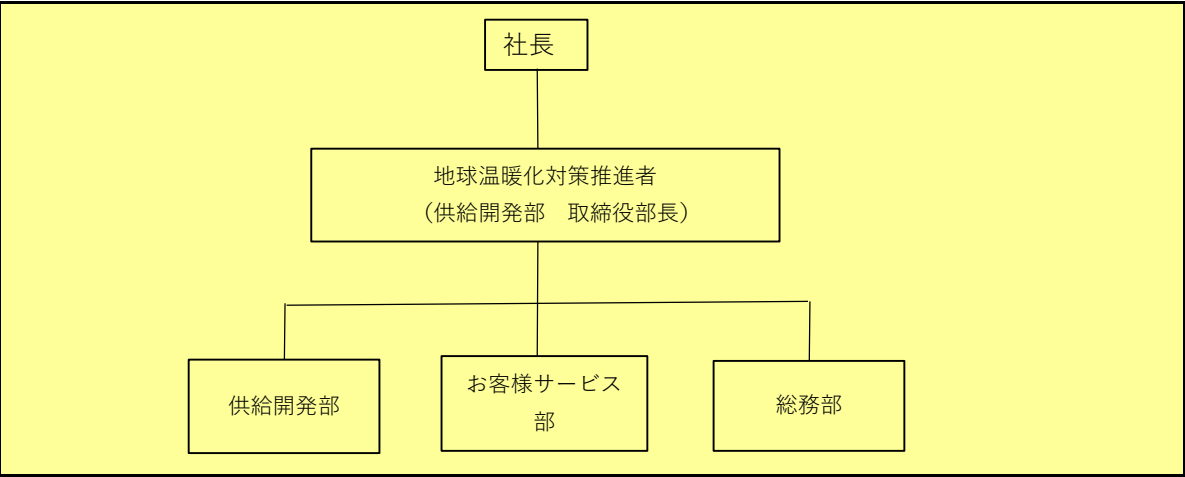 社長
地球温暖化対策推進者
（供給開発部　取締役部長）
供給開発部
お客様サービス
部
総務部